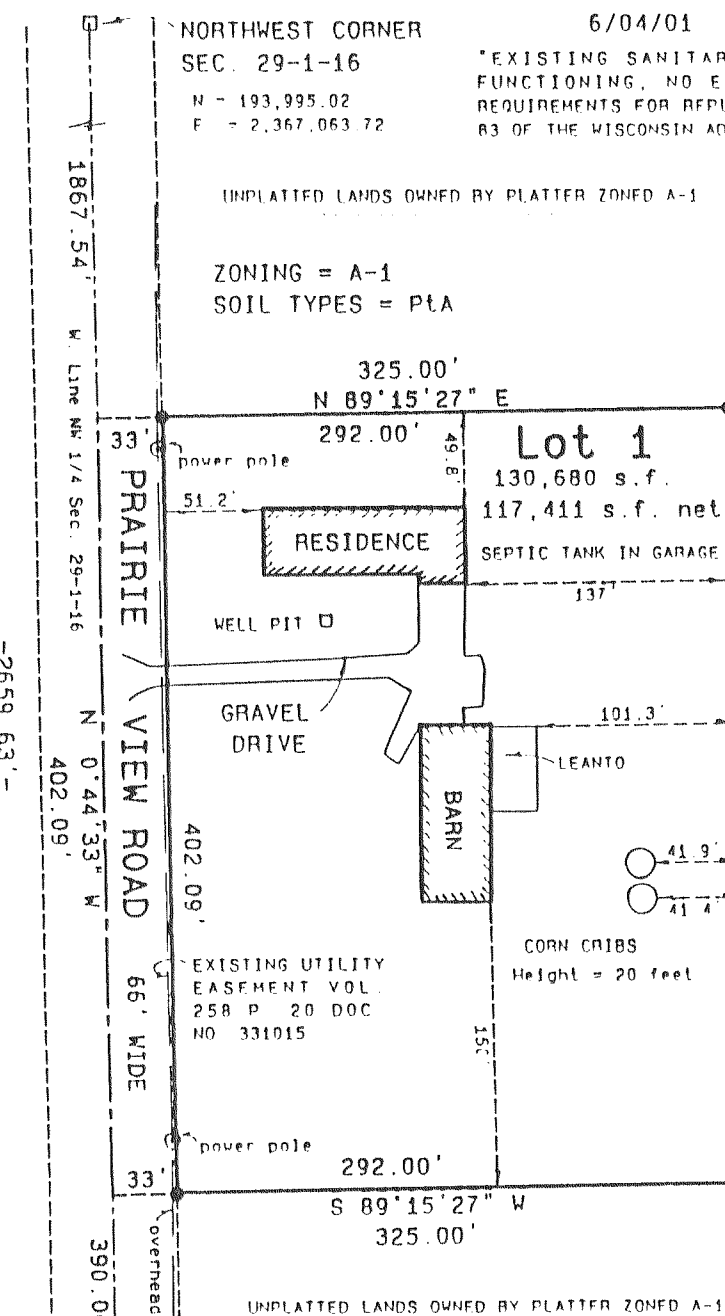 NORTHWEST CORNER
SEC. 29-1-16
N - 193,995.02
E - 2,367,063.72
6/04/01
"EXISTING SANITAR
FUNCTIONING, NO E
REQUIREMENTS FOR REPL
83 OF THE WISCONSIN AD
UNPLATTED LANDS OWNED BY PLATTER ZONED A-1
ZONING = A-1
SOIL TYPES = PtA
1867.54'
W. Line NW 1/4 Sec. 29-1-16
325.00'
N 89°15'27" E
292.00'
33'
power pole
49.8'
Lot 1
130,680 s.f.
117,411 s.f. net
51.2'
RESIDENCE
SEPTIC TANK IN GARAGE
137'
WELL PIT
GRAVEL
DRIVE
PRAIRIE VIEW ROAD 66' WIDE
101.3'
LEANTO
BARN
-2659.63'-
N 0°44'33" W
402.09'
402.09'
41.9'
41.4'
CORN CRIBS
Height = 20 feet
EXISTING UTILITY
EASEMENT VOL.
258 P 20 DOC
NO 331015
power pole
33'
292.00'
S 89°15'27" W
325.00'
overhead
390.0
UNPLATTED LANDS OWNED BY PLATTER ZONED A-1